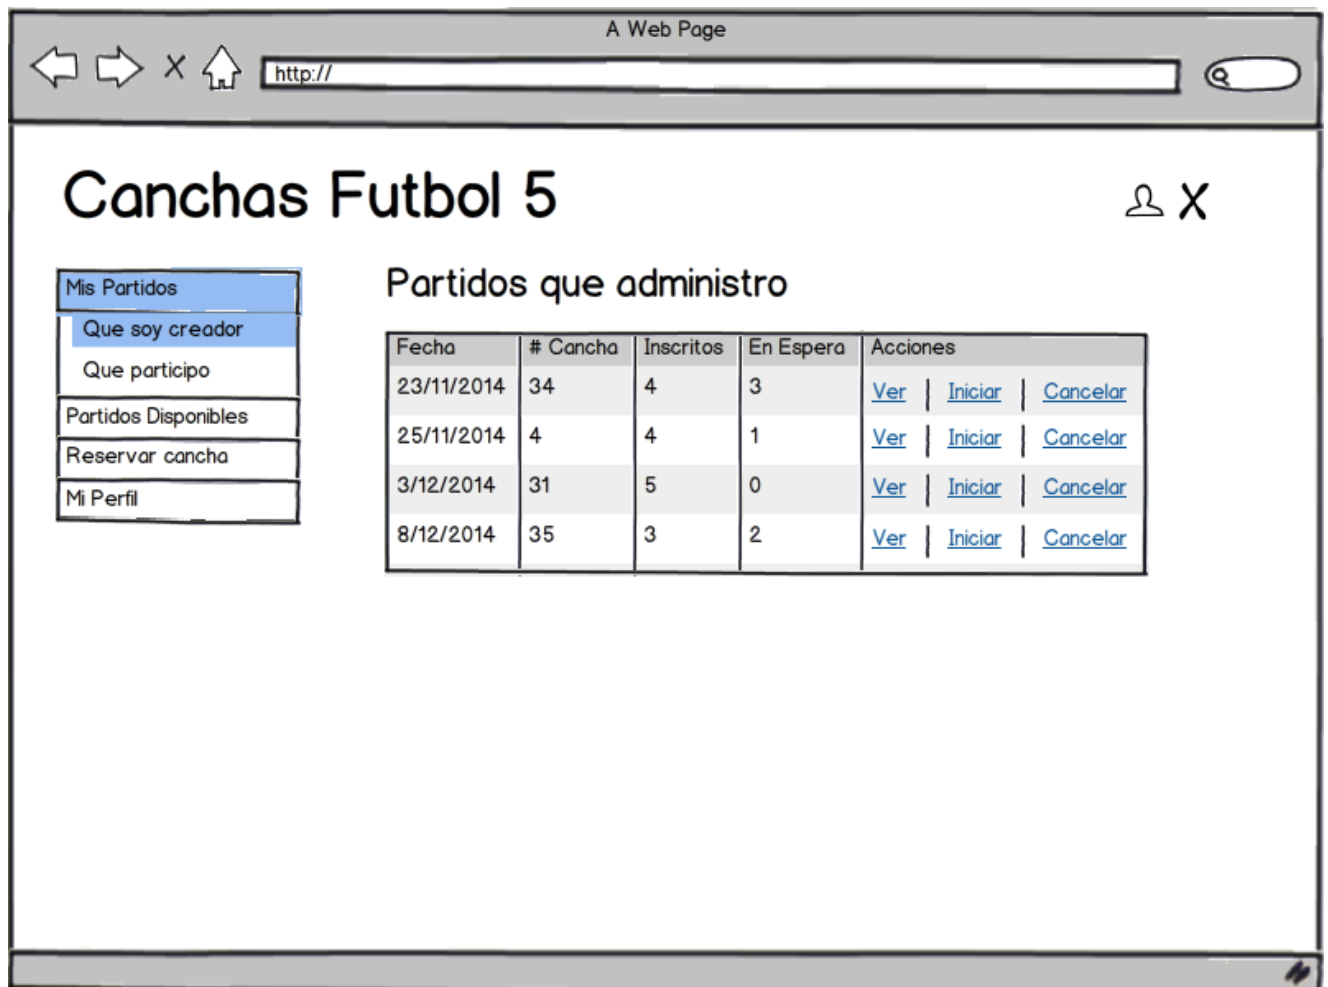 A Web Page
http://
Canchas Futbol 5
Mis Partidos
Que soy creador
Que participo
Partidos Disponibles
Reservar cancha
Mi Perfil
Partidos que administro
Fecha # Cancha Inscritos En Espera Acciones
23/11/2014 34 4 3 Ver | Iniciar | Cancelar
25/11/2014 4 4 1 Ver | Iniciar | Cancelar
3/12/2014 31 5 0 Ver | Iniciar | Cancelar
8/12/2014 35 3 2 Ver | Iniciar | Cancelar